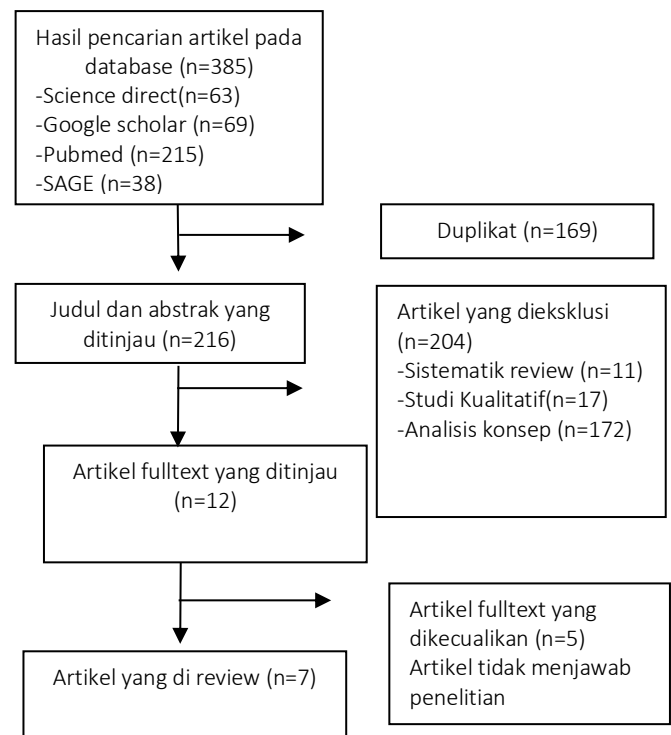 Hasil pencarian artikel pada
database (n=385)
-Science direct(n=63)
-Google scholar (n=69)
-Pubmed (n=215)
-SAGE (n=38)
Duplikat (n=169)
Judul dan abstrak yang
ditinjau (n=216)
Artikel yang dieksklusi
(n=204)
-Sistematik review (n=11)
-Studi Kualitatif(n=17)
-Analisis konsep (n=172)
Artikel fulltext yang ditinjau
(n=12)
Artikel fulltext yang
dikecualikan (n=5)
Artikel tidak menjawab
penelitian
Artikel yang di review (n=7)